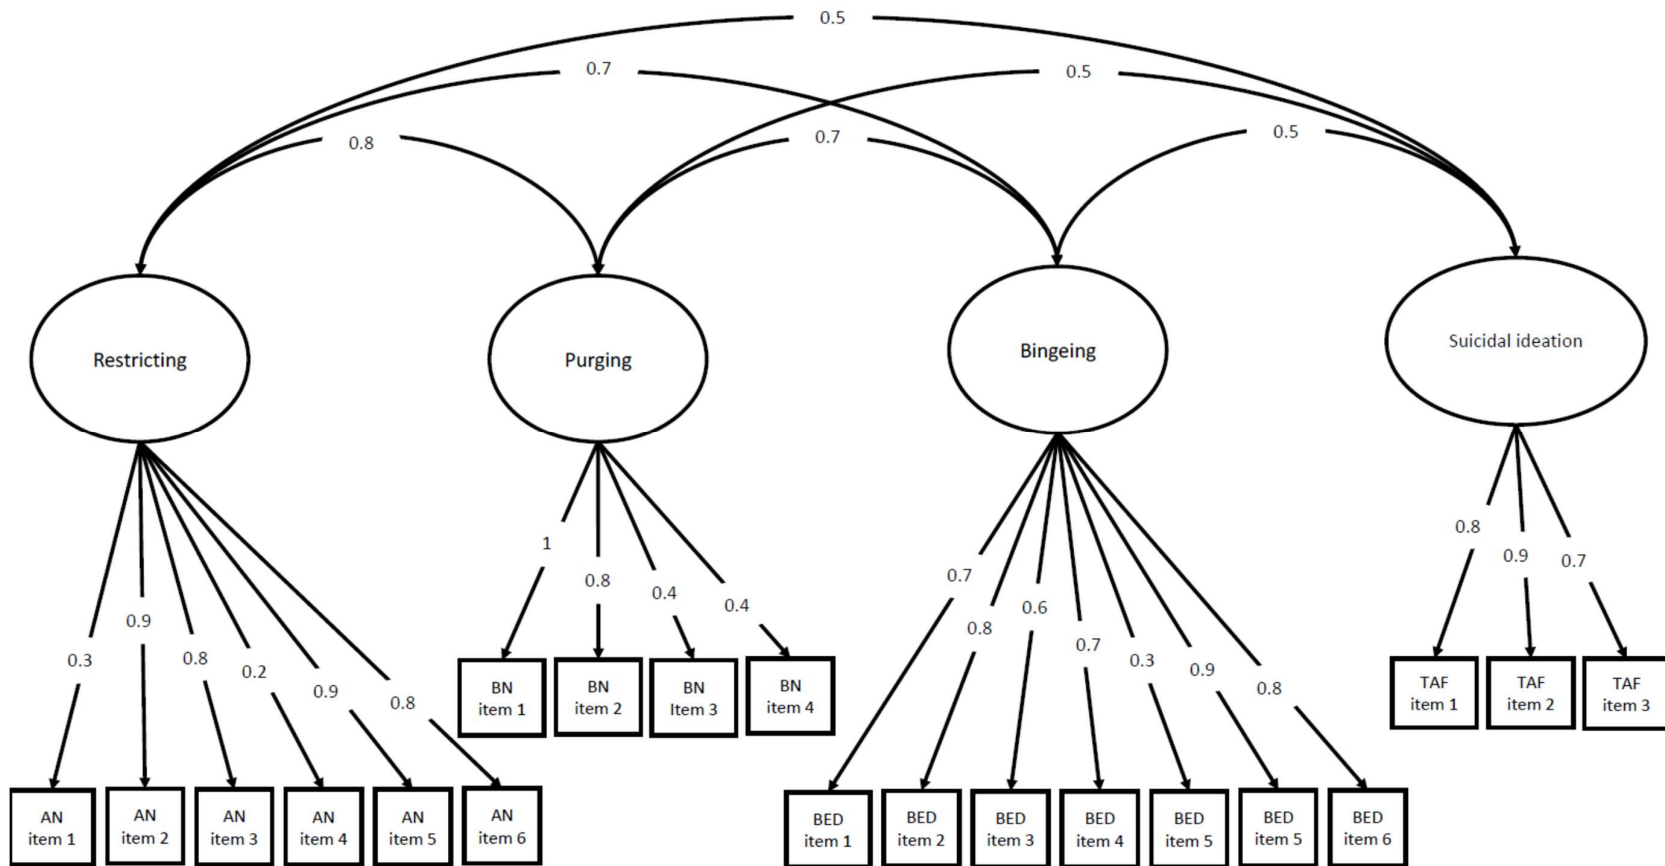 0.5
0.7
0.5
0.8
0.7
0.5
Restricting
Purging
Bingeing
Suicidal ideation
0.3
0.9
0.8
0.2
0.9
0.8
1
0.8
0.4
0.4
0.7
0.8
0.6
0.7
0.3
0.9
0.8
0.8
0.9
0.7
AN
item 1
AN
item 2
AN
item 3
AN
item 4
AN
item 5
AN
item 6
BN
item 1
BN
item 2
BN
Item 3
BN
item 4
BED
item 1
BED
item 2
BED
item 3
BED
item 4
BED
item 5
BED
item 5
BED
item 6
TAF
item 1
TAF
item 2
TAF
item 3